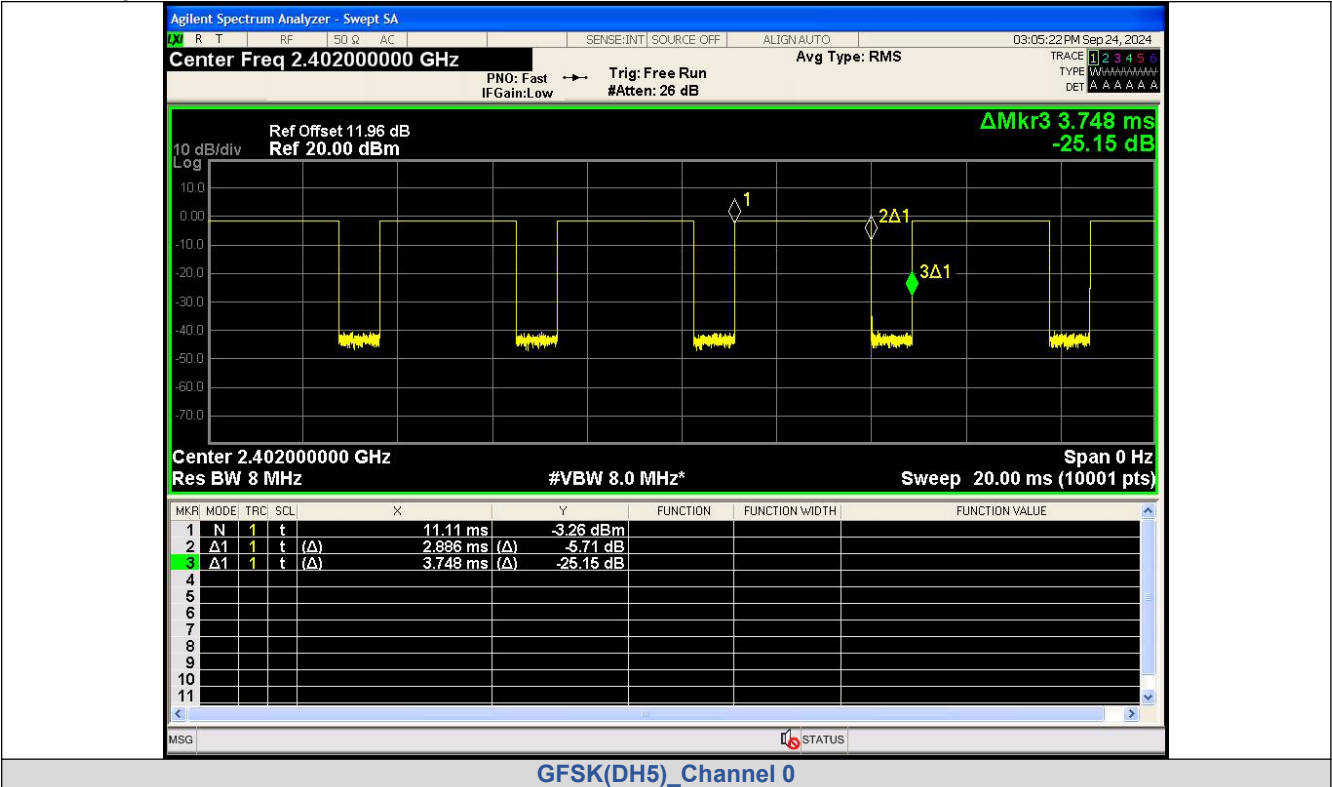 Agilent Spectrum Analyzer - Swept SA
LXI R T RF 50 Ω AC SENSE:INT SOURCE OFF ALIGN AUTO 03:05:22 PM Sep 24, 2024
Center Freq 2.402000000 GHz Avg Type: RMS TRACE 1 2 3 4 5 6
PNO: Fast Trig: Free Run TYPE WWWWWW
IFGain:Low #Atten: 26 dB DET A A A A A A
ΔMkr3 3.748 ms
Ref Offset 11.96 dB
10 dB/div Ref 20.00 dBm -25.15 dB
Log
10.0
1
0.00
2Δ1
-10.0
-20.0
3Δ1
-30.0
-40.0
-50.0
-60.0
-70.0
Center 2.402000000 GHz Span 0 Hz
Res BW 8 MHz #VBW 8.0 MHz* Sweep 20.00 ms (10001 pts)
MKR MODE TRC SCL X Y FUNCTION FUNCTION WIDTH FUNCTION VALUE
1 N 1 t 11.11 ms -3.26 dBm
2 Δ1 1 t (Δ) 2.886 ms (Δ) -5.71 dB
3 Δ1 1 t (Δ) 3.748 ms (Δ) -25.15 dB
4
5
6
7
8
9
10
11
MSG STATUS
GFSK(DH5)_Channel 0